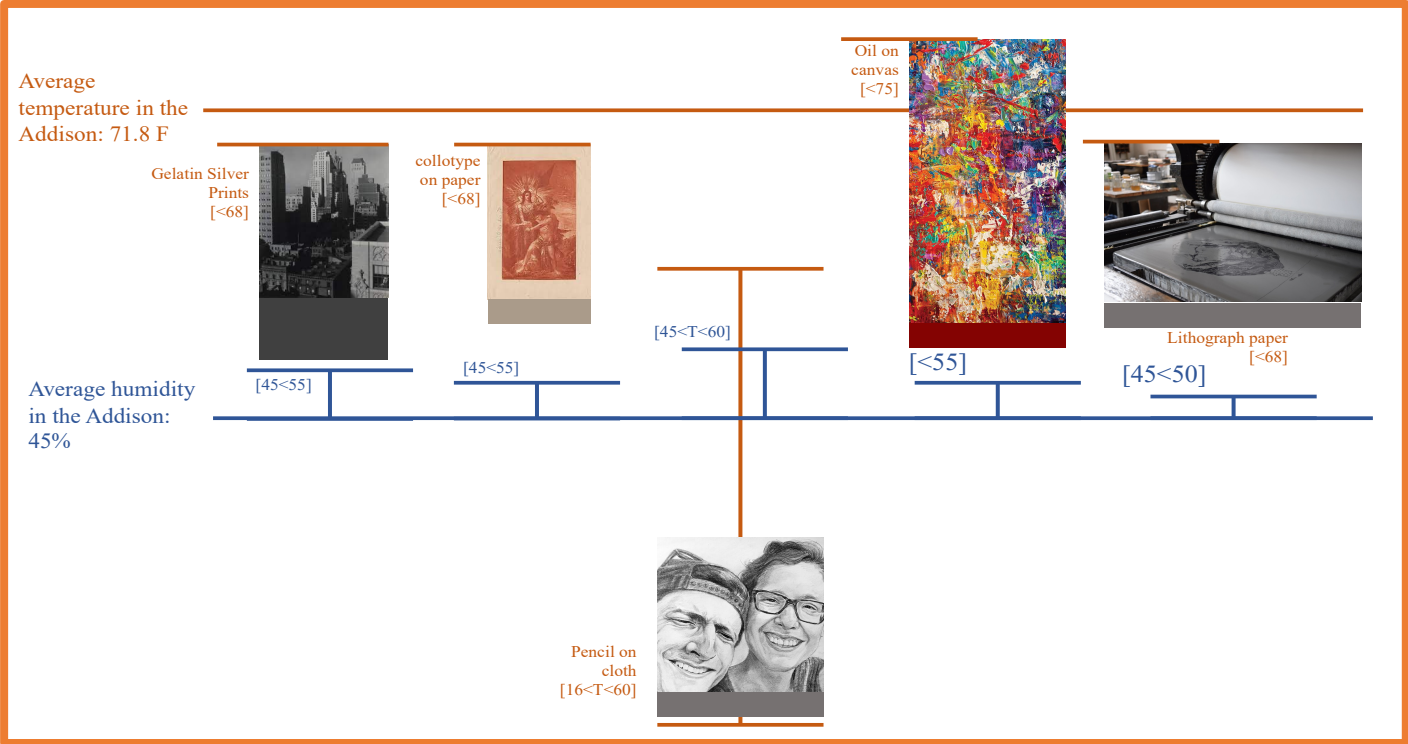 Average
temperature in the
Addison: 71.8 F
Oil on
canvas
[<75]
Gelatin Silver
Prints
[<68]
collotype
on paper
[<68]
[45<T<60]
Lithograph paper
[<68]
[<55]
[45<50]
[45<55]
[45<55]
Average humidity
in the Addison:
45%
Pencil on
cloth
[16<T<60]